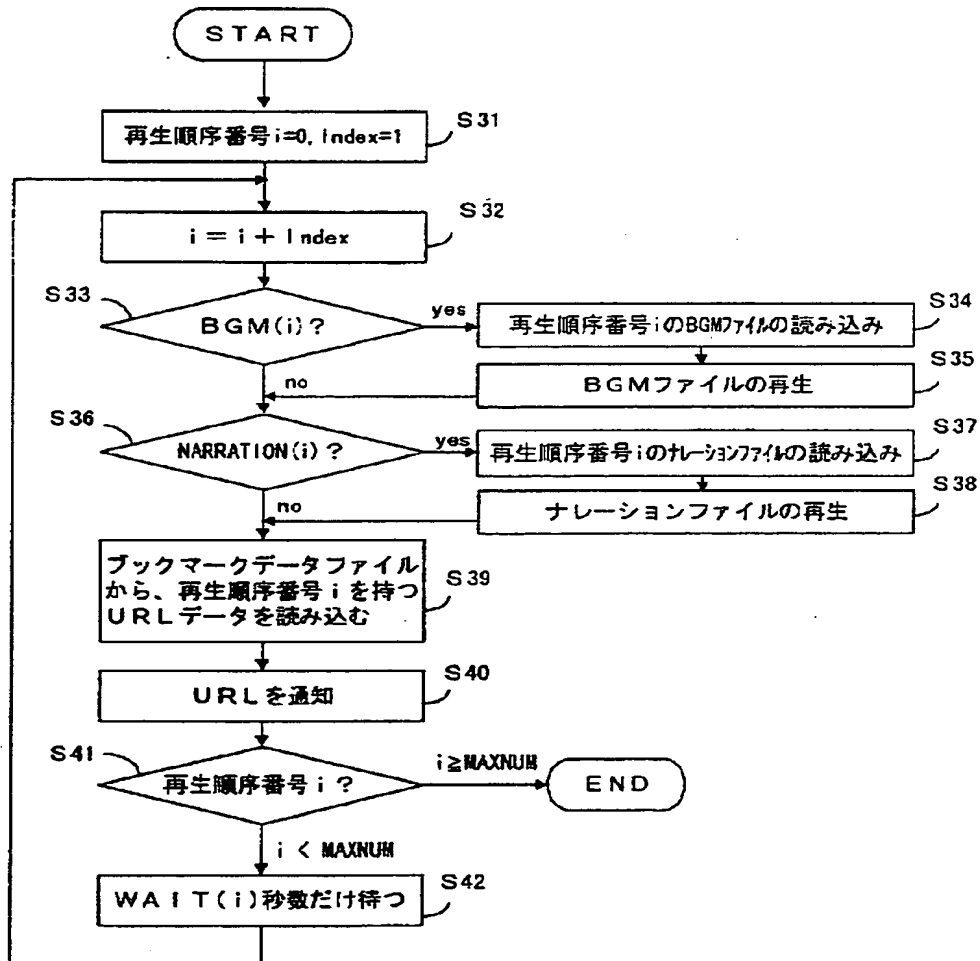 START
再生順序番号i=0, Index=1
S31
i = i + Index
S32
S33
BGM(i)?
yes
再生順序番号iのBGMファイルの読み込み
S34
no
BGMファイルの再生
S35
S36
NARRATION(i)?
yes
再生順序番号iのナレーションファイルの読み込み
S37
no
ナレーションファイルの再生
S38
ブックマークデータファイル
から、再生順序番号iを持つ
URLデータを読み込む
S39
URLを通知
S40
S41
再生順序番号i?
i≧MAXNUM
END
i < MAXNUM
WAIT(i)秒数だけ待つ
S42